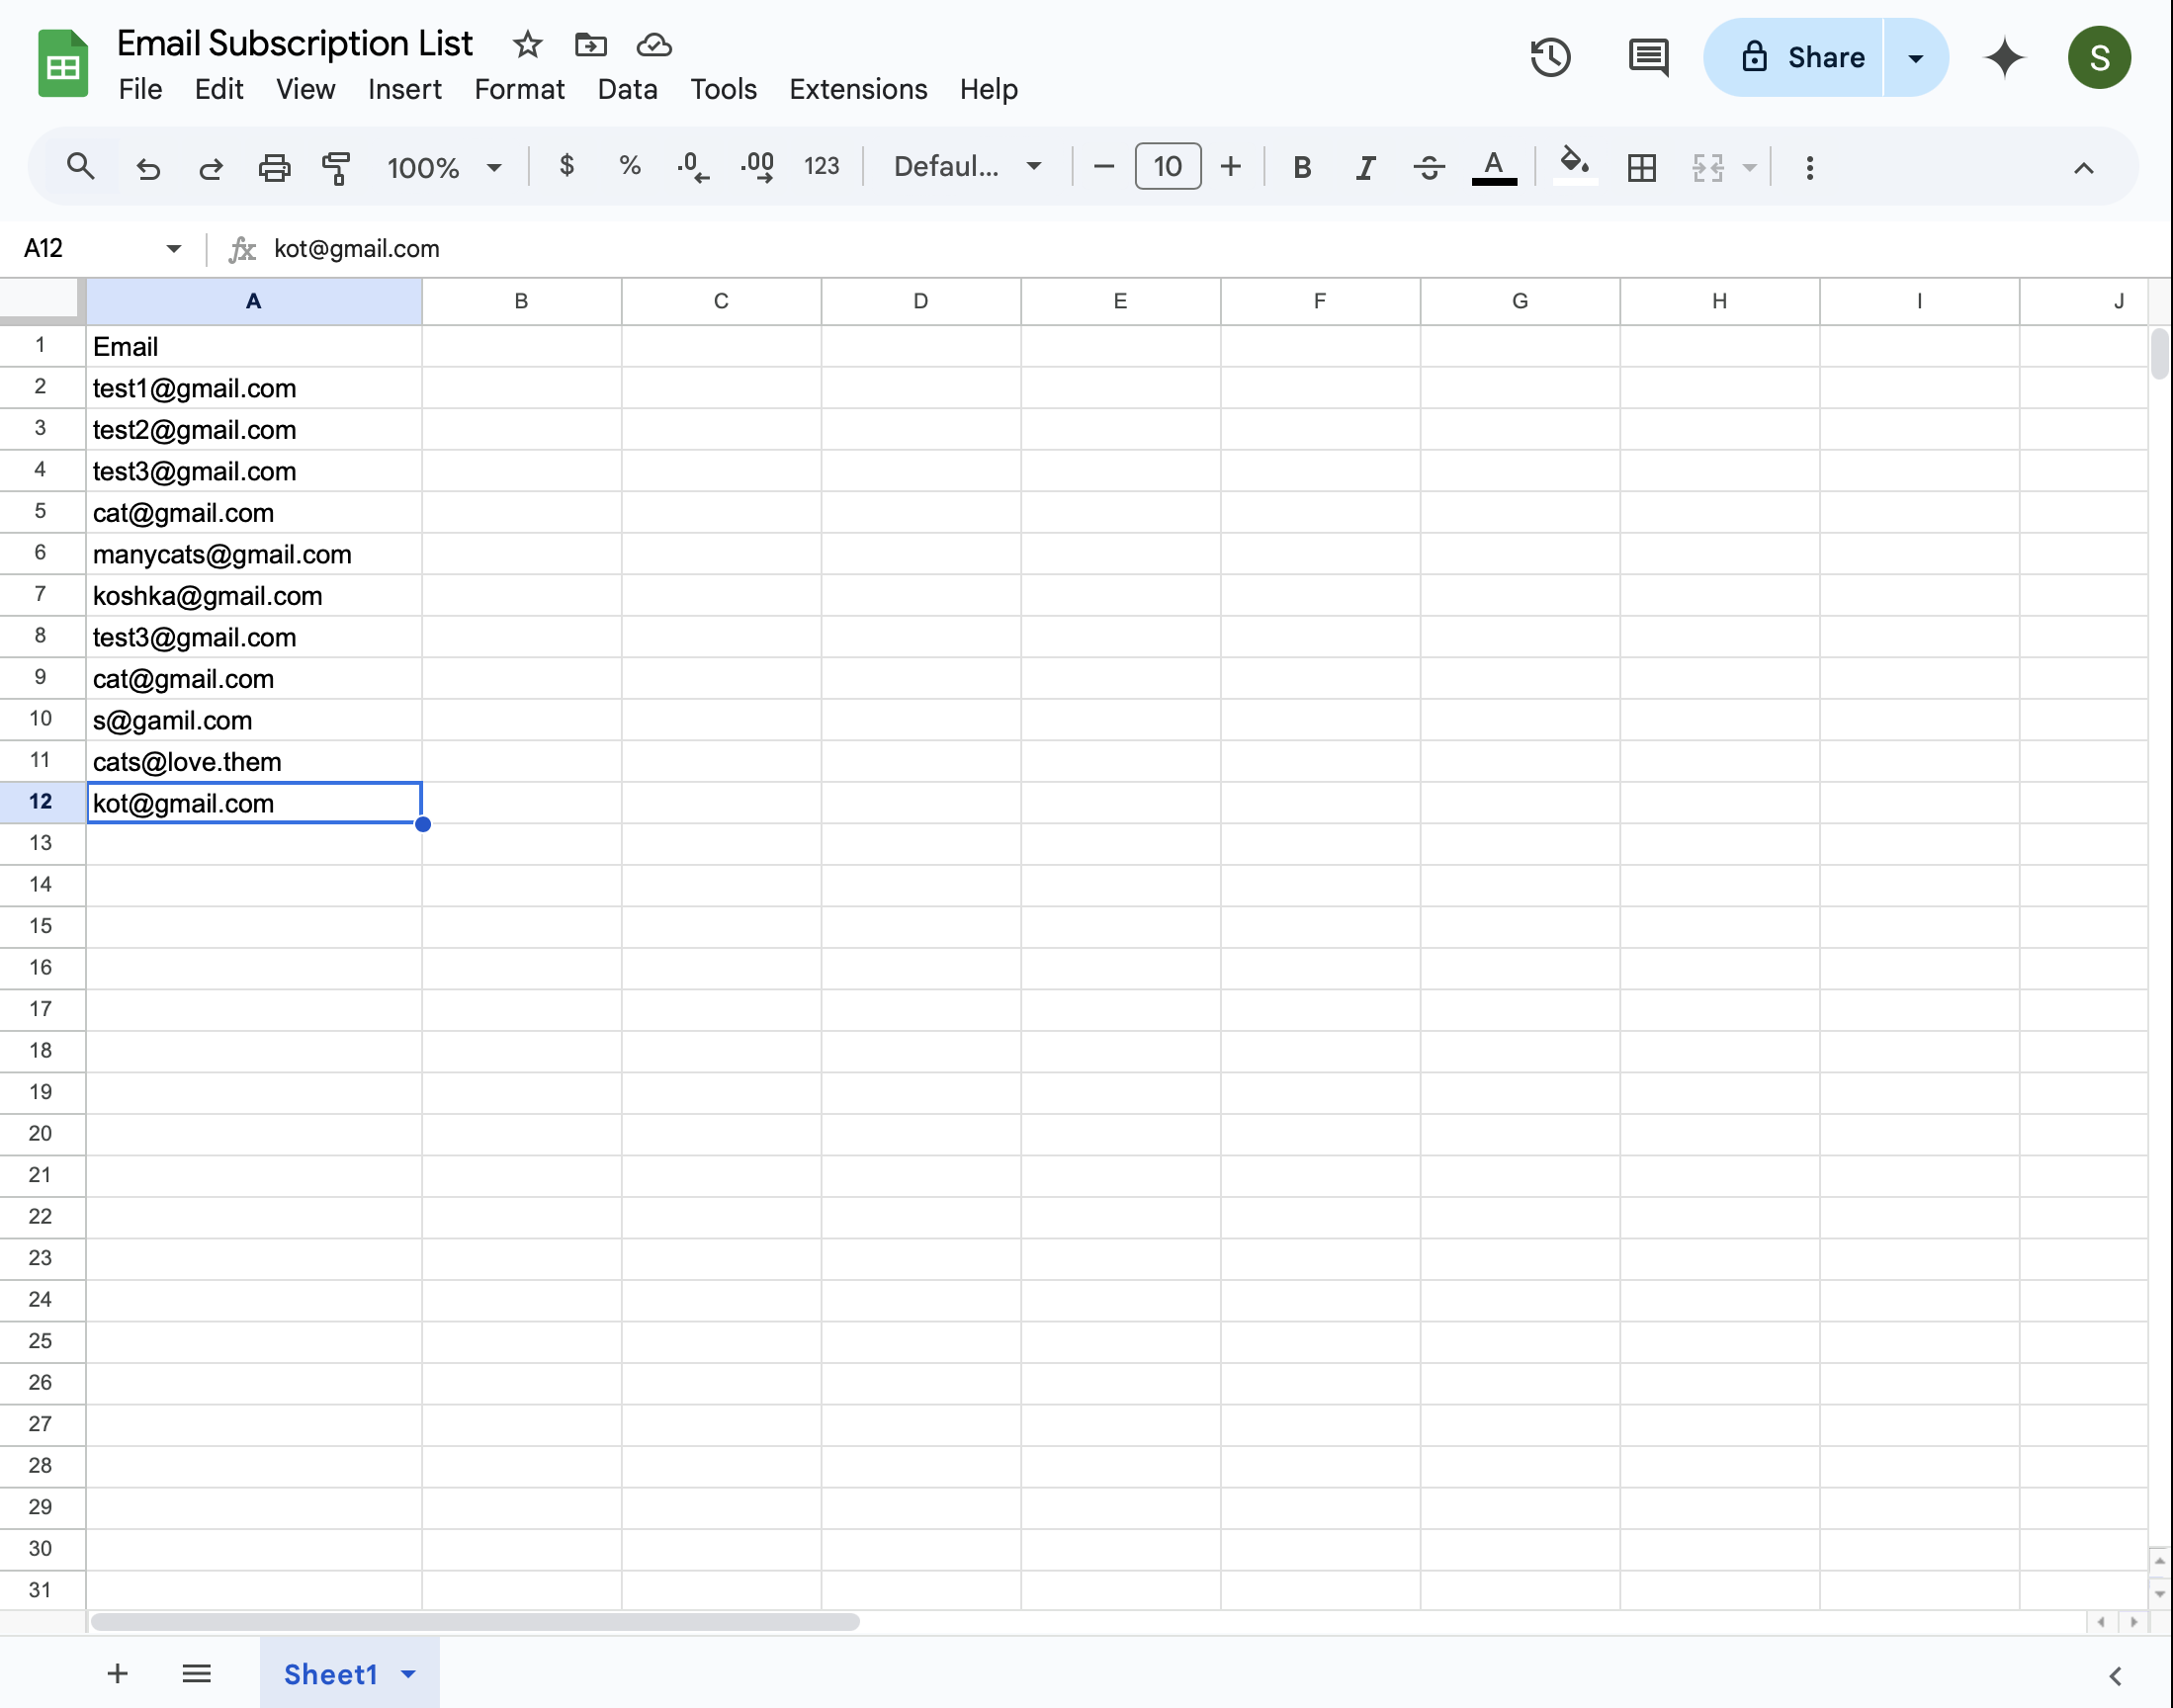 Email Subscription List
File Edit View Insert Format Data Tools Extensions Help
Share
S
100% $ % .0 .00 123 Defaul... 10 B I S A
A12 fx kot@gmail.com
A B C D E F G H I J
1 Email
2 test1@gmail.com
3 test2@gmail.com
4 test3@gmail.com
5 cat@gmail.com
6 manycats@gmail.com
7 koshka@gmail.com
8 test3@gmail.com
9 cat@gmail.com
10 s@gamil.com
11 cats@love.them
12 kot@gmail.com
13
14
15
16
17
18
19
20
21
22
23
24
25
26
27
28
29
30
31
Sheet1